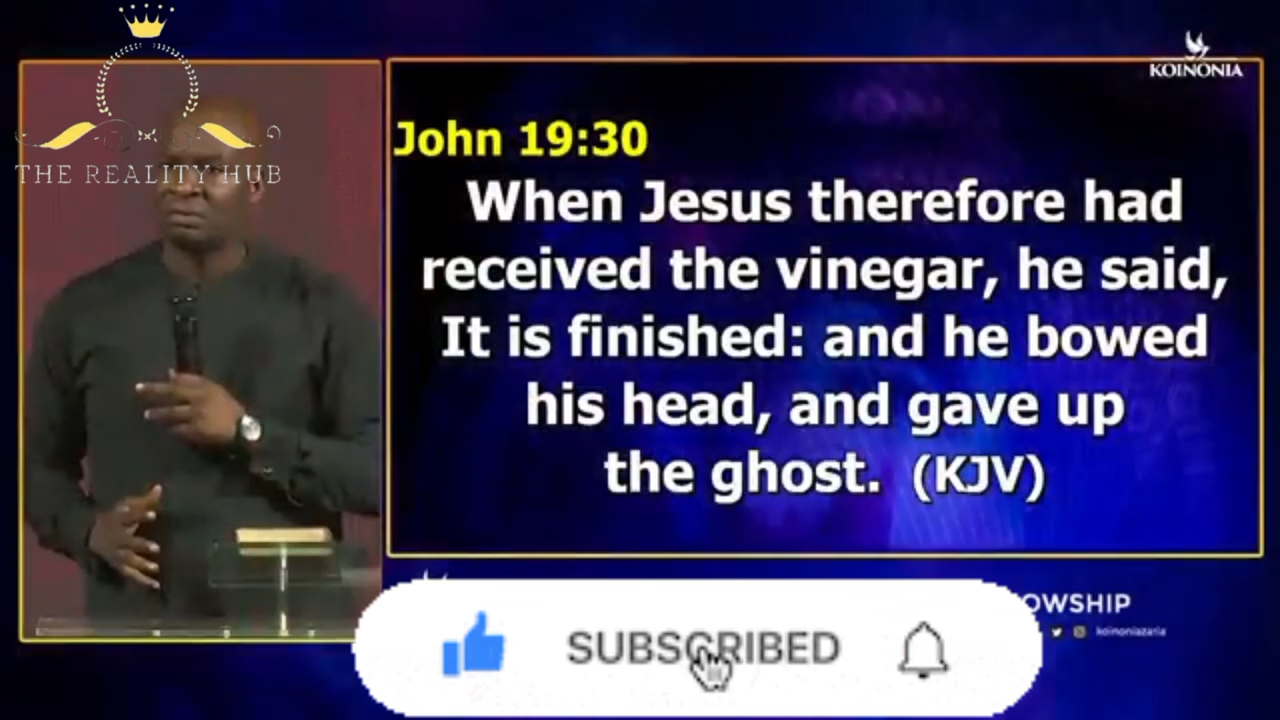 THE REALITY HUB
KOINONIA
John 19:30
When Jesus therefore had
received the vinegar, he said,
It is finished: and he bowed
his head, and gave up
the ghost. (KJV)
OWSHIP
koinoniazaria
SUBSCRIBED